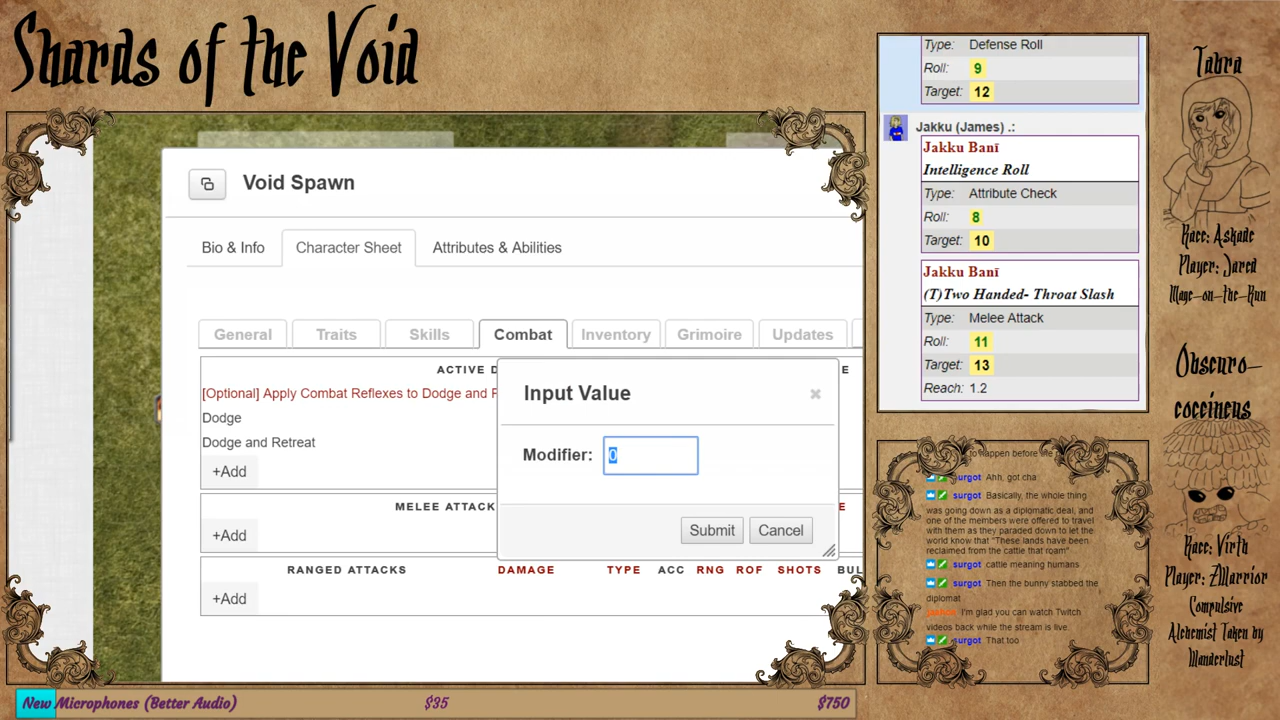 Shards of the Void
Void Spawn
Bio & Info
Character Sheet
Attributes & Abilities
General
Traits
Skills
Combat
Inventory
Grimoire
Updates
ACTIVE D
E
[Optional] Apply Combat Reflexes to Dodge and P
Dodge
Dodge and Retreat
+Add
MELEE ATTACK
E
+Add
RANGED ATTACKS
DAMAGE
TYPE
ACC
RNG
ROF
SHOTS
BUL
+Add
Input Value
×
Modifier:
0
Submit
Cancel
Type: Defense Roll
Roll: 9
Target: 12
Jakku (James) .:
Jakku Banī
Intelligence Roll
Type: Attribute Check
Roll: 8
Target: 10
Jakku Banī
(T)Two Handed- Throat Slash
Type: Melee Attack
Roll: 11
Target: 13
Reach: 1.2
to happen before me
surgot Ahh, got cha
surgot Basically, the whole thing
was going down as a diplomatic deal, and
one of the members were offered to travel
with them as they paraded down to let the
world know that "These lands have been
reclaimed from the cattle that roam"
surgot cattle meaning humans
surgot Then the bunny stabbed the
diplomat
I'm glad you can watch Twitch
videos back while the stream is live.
surgot That too
Tabra
Race: Askade
Player: Jared
Mage-on-the-Run
Obscuro-
coccineus
Race: Virth
Player: ZWarrior
Compulsive
Alchemist Taken by
Wanderlust
New Microphones (Better Audio)
$35
$750